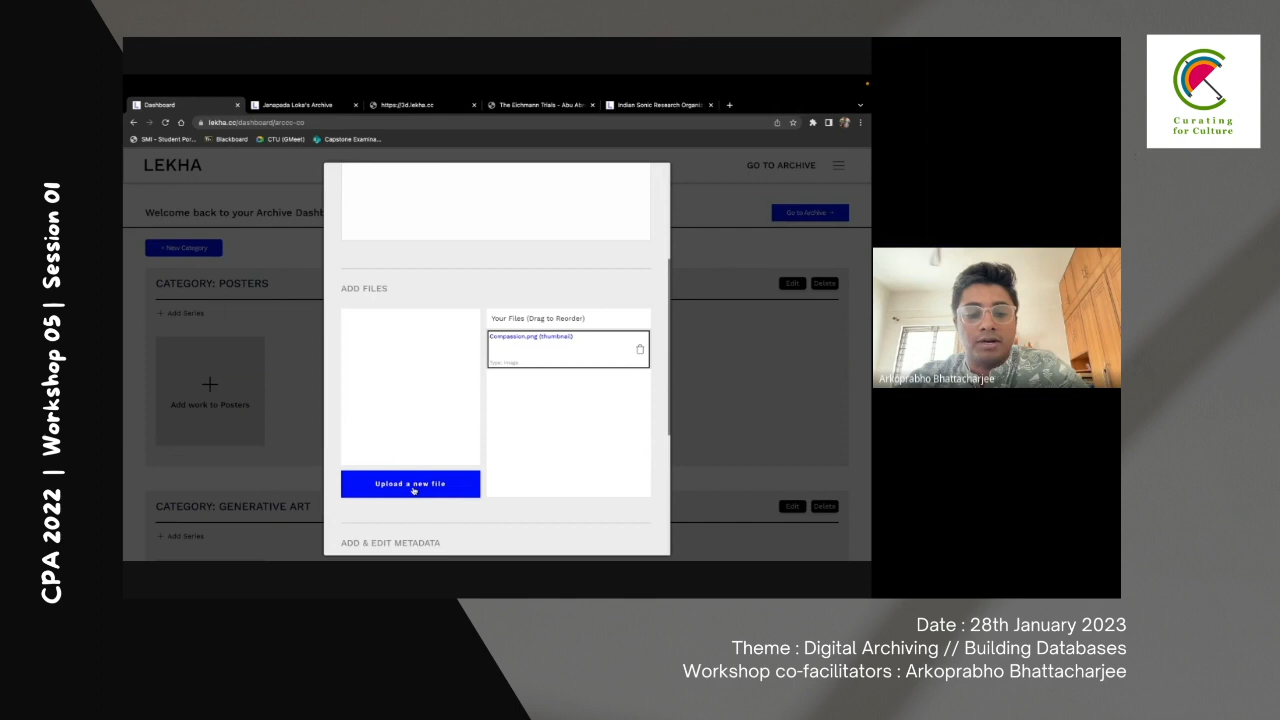 CPA 2022 | Workshop 05 | Session 01
Dashboard
Janapada Loka's Archive
https://2d.lekha.cc
The Eichmann Trials - Abu Ab
Indian Sonic Research Organi
lekha.cc/dashboard/arccc-co
SMI - Student Por...
Blackboard
CTU (GMeet)
Capstone Examina...
LEKHA
GO TO ARCHIVE
Welcome back to your Archive Dashb
Go to Archive →
+ New Category
CATEGORY: POSTERS
Edit
Delete
+ Add Series
Add work to Posters
CATEGORY: GENERATIVE ART
Edit
Delete
+ Add Series
ADD FILES
Your Files (Drag to Reorder)
Compassion.png (thumbnail)
Type: Image
Upload a new file
ADD & EDIT METADATA
Arkoprabho Bhattacharjee
Curating
for Culture
Date : 28th January 2023
Theme : Digital Archiving // Building Databases
Workshop co-facilitators : Arkoprabho Bhattacharjee